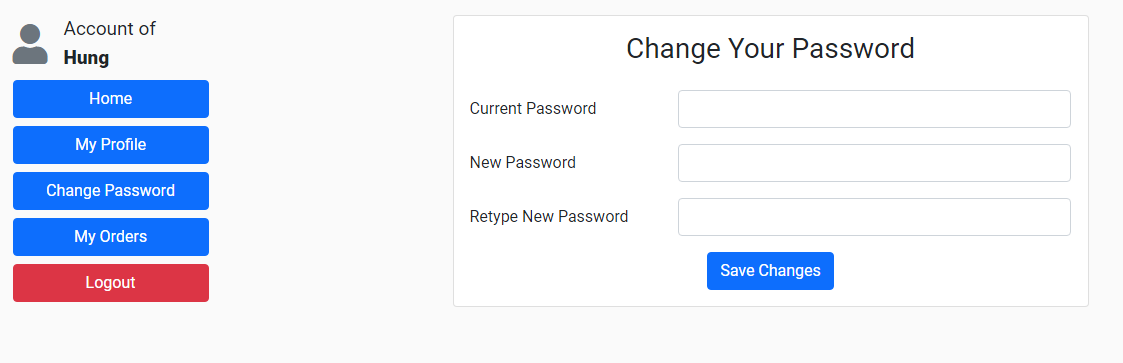 Account of
Hung
Home
My Profile
Change Password
My Orders
Logout
Change Your Password
Current Password
New Password
Retype New Password
Save Changes